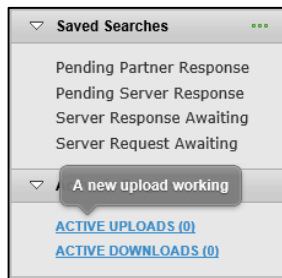 Saved Searches
Pending Partner Response
Pending Server Response
Server Response Awaiting
Server Request Awaiting
A new upload working
ACTIVE UPLOADS (0)
ACTIVE DOWNLOADS (0)